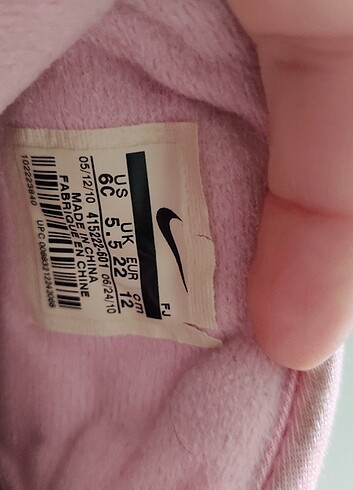 FJ
US UK EUR cm
6C 5.5 22 12
05/12/10 415222-601 06/24/10
MADE IN CHINA
FABRIQUE EN CHINE